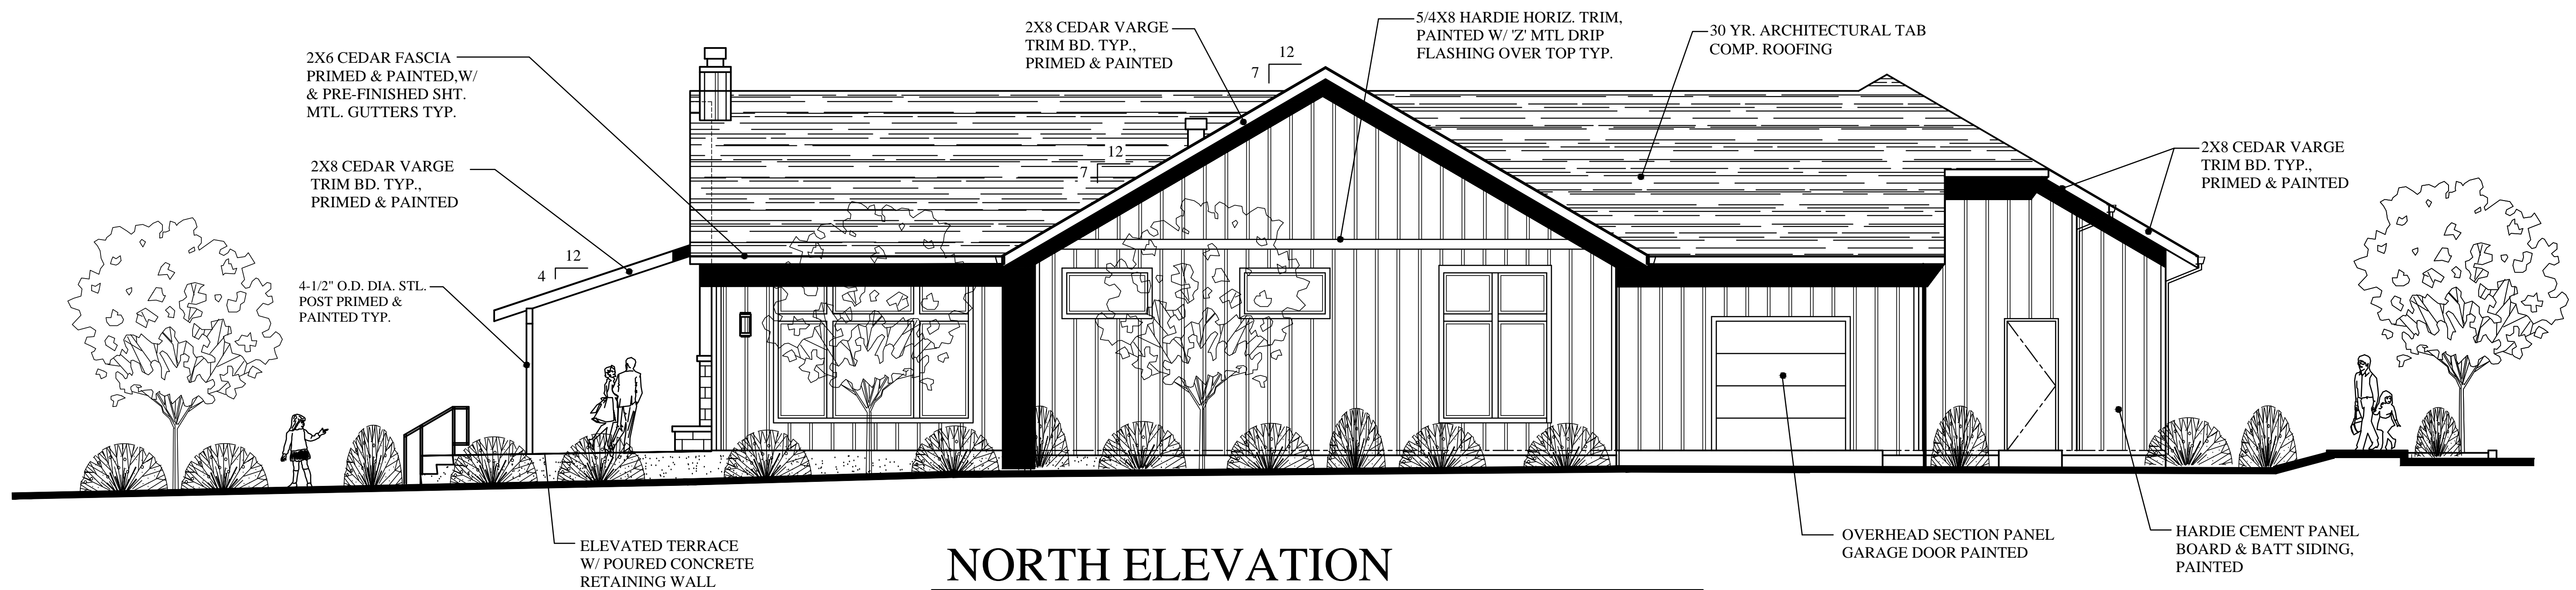 2X6 CEDAR FASCIA
PRIMED & PAINTED,W/
& PRE-FINISHED SHT.
MTL. GUTTERS TYP.
2X8 CEDAR VARGE
TRIM BD. TYP.,
PRIMED & PAINTED
4-1/2" O.D. DIA. STL.
POST PRIMED &
PAINTED TYP.
12
4
2X8 CEDAR VARGE
TRIM BD. TYP.,
PRIMED & PAINTED
12
7
12
7
5/4X8 HARDIE HORIZ. TRIM,
PAINTED W/ 'Z' MTL DRIP
FLASHING OVER TOP TYP.
30 YR. ARCHITECTURAL TAB
COMP. ROOFING
2X8 CEDAR VARGE
TRIM BD. TYP.,
PRIMED & PAINTED
ELEVATED TERRACE
W/ POURED CONCRETE
RETAINING WALL
NORTH ELEVATION
OVERHEAD SECTION PANEL
GARAGE DOOR PAINTED
HARDIE CEMENT PANEL
BOARD & BATT SIDING,
PAINTED